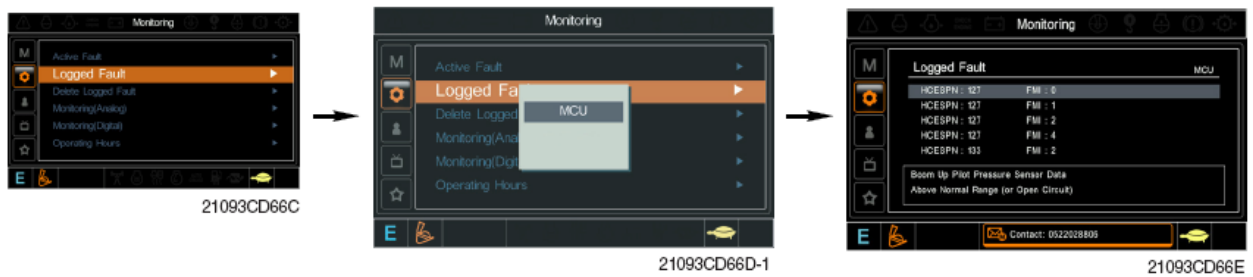 Monitoring
M
Active Fault
Logged Fault
Delete Logged Fault
Monitoring(Analog)
Monitoring(Digital)
Operating Hours
E
21093CD66C
Monitoring
M
Active Fault
Logged Fa
Delete Logged
Monitoring(Ana
Monitoring(Digit
Operating Hours
MCU
E
21093CD66D-1
Monitoring
M
Logged Fault MCU
HCESPN : 127 FMI : 0
HCESPN : 127 FMI : 1
HCESPN : 127 FMI : 2
HCESPN : 127 FMI : 4
HCESPN : 133 FMI : 2
Boom Up Pilot Pressure Sensor Data
Above Normal Range (or Open Circuit)
E
Contact: 0522028806
21093CD66E